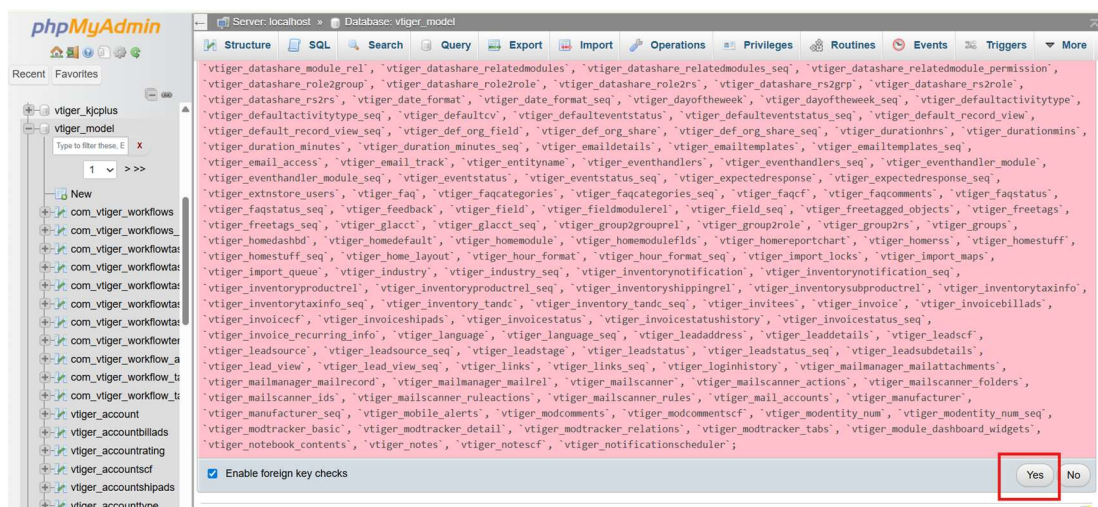 phpMyAdmin
Recent Favorites
vtiger_kjcplus
vtiger_model
Type to filter these, E X
1 > >>
New
com_vtiger_workflows
com_vtiger_workflows_
com_vtiger_workflowtas
com_vtiger_workflowtas
com_vtiger_workflowtas
com_vtiger_workflowtas
com_vtiger_workflowtas
com_vtiger_workflowter
com_vtiger_workflow_a
com_vtiger_workflow_ta
com_vtiger_workflow_ta
vtiger_account
vtiger_accountbillads
vtiger_accountrating
vtiger_accountscf
vtiger_accountshipads
vtiger_accounttype
Server: localhost » Database: vtiger_model
Structure SQL Search Query Export Import Operations Privileges Routines Events Triggers More
`vtiger_datashare_module_rel`, `vtiger_datashare_relatedmodules`, `vtiger_datashare_relatedmodules_seq`, `vtiger_datashare_relatedmodule_permission`,
`vtiger_datashare_role2group`, `vtiger_datashare_role2role`, `vtiger_datashare_role2rs`, `vtiger_datashare_rs2grp`, `vtiger_datashare_rs2role`,
`vtiger_datashare_rs2rs`, `vtiger_date_format`, `vtiger_date_format_seq`, `vtiger_dayoftheweek`, `vtiger_dayoftheweek_seq`, `vtiger_defaultactivitytype`,
`vtiger_defaultactivitytype_seq`, `vtiger_defaultcv`, `vtiger_defaulteventstatus`, `vtiger_defaulteventstatus_seq`, `vtiger_default_record_view`,
`vtiger_default_record_view_seq`, `vtiger_def_org_field`, `vtiger_def_org_share`, `vtiger_def_org_share_seq`, `vtiger_durationhrs`, `vtiger_durationmins`,
`vtiger_duration_minutes`, `vtiger_duration_minutes_seq`, `vtiger_emaildetails`, `vtiger_emailtemplates`, `vtiger_emailtemplates_seq`,
`vtiger_email_access`, `vtiger_email_track`, `vtiger_entityname`, `vtiger_eventhandlers`, `vtiger_eventhandlers_seq`, `vtiger_eventhandler_module`,
`vtiger_eventhandler_module_seq`, `vtiger_eventstatus`, `vtiger_eventstatus_seq`, `vtiger_expectedresponse`, `vtiger_expectedresponse_seq`,
`vtiger_extnstore_users`, `vtiger_faq`, `vtiger_faqcategories`, `vtiger_faqcategories_seq`, `vtiger_faqcf`, `vtiger_faqcomments`, `vtiger_faqstatus`,
`vtiger_faqstatus_seq`, `vtiger_feedback`, `vtiger_field`, `vtiger_fieldmodulerel`, `vtiger_field_seq`, `vtiger_freetagged_objects`, `vtiger_freetags`,
`vtiger_freetags_seq`, `vtiger_glacct`, `vtiger_glacct_seq`, `vtiger_group2grouprel`, `vtiger_group2role`, `vtiger_group2rs`, `vtiger_groups`,
`vtiger_homedashbd`, `vtiger_homedefault`, `vtiger_homemodule`, `vtiger_homemoduleflds`, `vtiger_homereportchart`, `vtiger_homerss`, `vtiger_homestuff`,
`vtiger_homestuff_seq`, `vtiger_home_layout`, `vtiger_hour_format`, `vtiger_hour_format_seq`, `vtiger_import_locks`, `vtiger_import_maps`,
`vtiger_import_queue`, `vtiger_industry`, `vtiger_industry_seq`, `vtiger_inventorynotification`, `vtiger_inventorynotification_seq`,
`vtiger_inventoryproductrel`, `vtiger_inventoryproductrel_seq`, `vtiger_inventoryshippingrel`, `vtiger_inventorysubproductrel`, `vtiger_inventorytaxinfo`,
`vtiger_inventorytaxinfo_seq`, `vtiger_inventory_tandc`, `vtiger_inventory_tandc_seq`, `vtiger_invitees`, `vtiger_invoice`, `vtiger_invoicebillads`,
`vtiger_invoicecf`, `vtiger_invoiceshipads`, `vtiger_invoicestatus`, `vtiger_invoicestatushistory`, `vtiger_invoicestatus_seq`,
`vtiger_invoice_recurring_info`, `vtiger_language`, `vtiger_language_seq`, `vtiger_leadaddress`, `vtiger_leaddetails`, `vtiger_leadscf`,
`vtiger_leadsource`, `vtiger_leadsource_seq`, `vtiger_leadstage`, `vtiger_leadstatus`, `vtiger_leadstatus_seq`, `vtiger_leadsubdetails`,
`vtiger_lead_view`, `vtiger_lead_view_seq`, `vtiger_links`, `vtiger_links_seq`, `vtiger_loginhistory`, `vtiger_mailmanager_mailattachments`,
`vtiger_mailmanager_mailrecord`, `vtiger_mailmanager_mailrel`, `vtiger_mailscanner`, `vtiger_mailscanner_actions`, `vtiger_mailscanner_folders`,
`vtiger_mailscanner_ids`, `vtiger_mailscanner_ruleactions`, `vtiger_mailscanner_rules`, `vtiger_mail_accounts`, `vtiger_manufacturer`,
`vtiger_manufacturer_seq`, `vtiger_mobile_alerts`, `vtiger_modcomments`, `vtiger_modcommentscf`, `vtiger_modentity_num`, `vtiger_modentity_num_seq`,
`vtiger_modtracker_basic`, `vtiger_modtracker_detail`, `vtiger_modtracker_relations`, `vtiger_modtracker_tabs`, `vtiger_module_dashboard_widgets`,
`vtiger_notebook_contents`, `vtiger_notes`, `vtiger_notescf`, `vtiger_notificationscheduler`;
Enable foreign key checks
Yes No